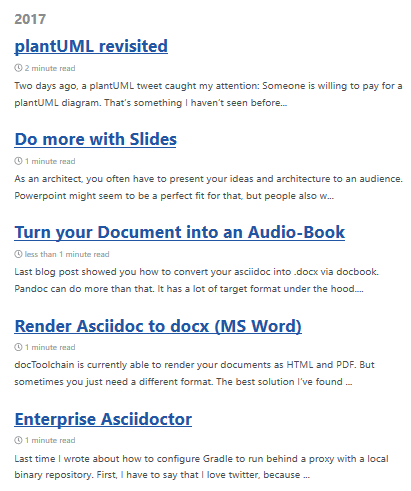 2017
plantUML revisited
2 minute read
Two days ago, a plantUML tweet caught my attention: Someone is willing to pay for a
plantUML diagram. That's something I haven't seen before...
Do more with Slides
1 minute read
As an architect, you often have to present your ideas and architecture to an audience.
Powerpoint might seem to be a perfect fit for that, but people also w...
Turn your Document into an Audio-Book
less than 1 minute read
Last blog post showed you how to convert your asciidoc into .docx via docbook.
Pandoc can do more than that. It has a lot of target format under the hood....
Render Asciidoc to docx (MS Word)
1 minute read
docToolchain is currently able to render your documents as HTML and PDF. But
sometimes you just need a different format. The best solution I've found ...
Enterprise Asciidoctor
1 minute read
Last time I wrote about how to configure Gradle to run behind a proxy with a local
binary repository. First, I have to say that I love twitter, because ...